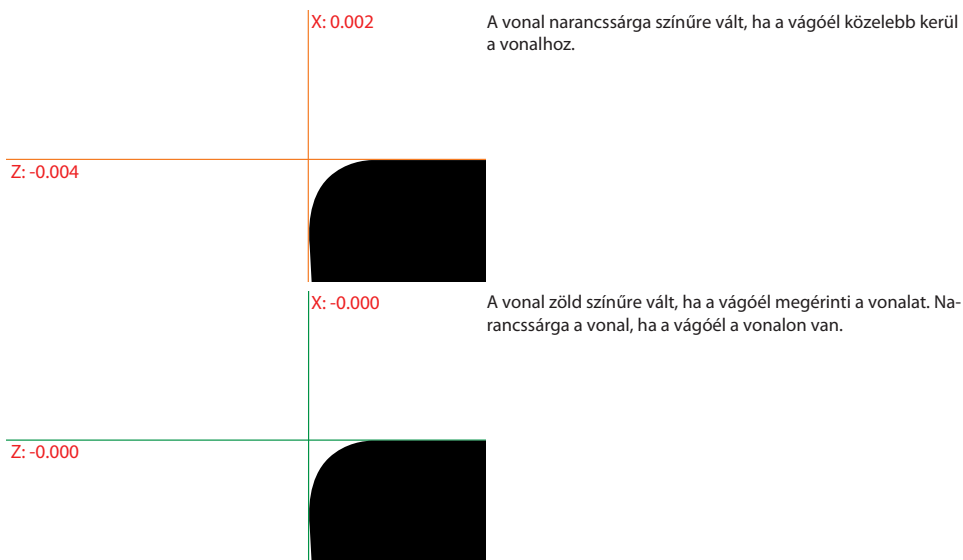 X: 0.002
A vonal narancssárga színűre vált, ha a vágóél közelebb kerül
a vonalhoz.
Z: -0.004
X: -0.000
A vonal zöld színűre vált, ha a vágóél megérinti a vonalat. Na-
rancssárga a vonal, ha a vágóél a vonalon van.
Z: -0.000